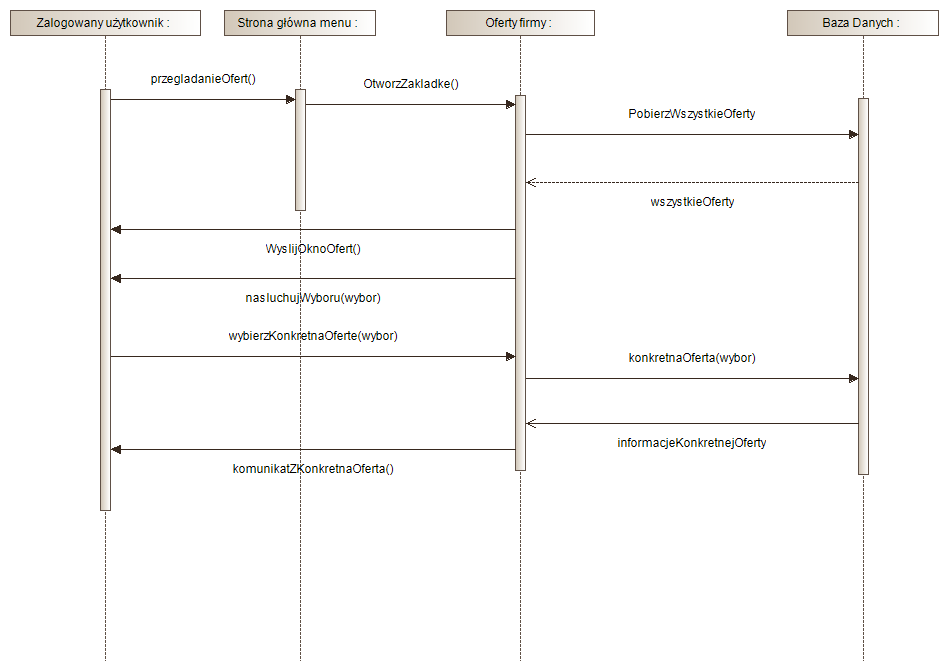 Zalogowany użytkownik :
Strona główna menu :
Oferty firmy :
Baza Danych :
przegladanieOfert()
OtworzZakladke()
PobierzWszystkieOferty
wszystkieOferty
WyslijOknoOfert()
nasluchujWyboru(wybor)
wybierzKonkretnaOferte(wybor)
konkretnaOferta(wybor)
informacjeKonkretnejOferty
komunikatZKonkretnaOferta()